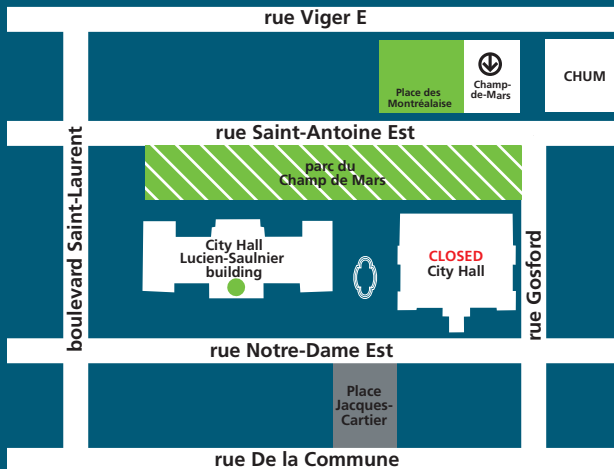 rue Viger E
Place des
Montréalaise
Champ-
de-Mars
CHUM
rue Saint-Antoine Est
boulevard Saint-Laurent
parc du
Champ de Mars
City Hall
Lucien-Saulnier
building
CLOSED
City Hall
rue Gosford
rue Notre-Dame Est
Place
Jacques-
Cartier
rue De la Commune